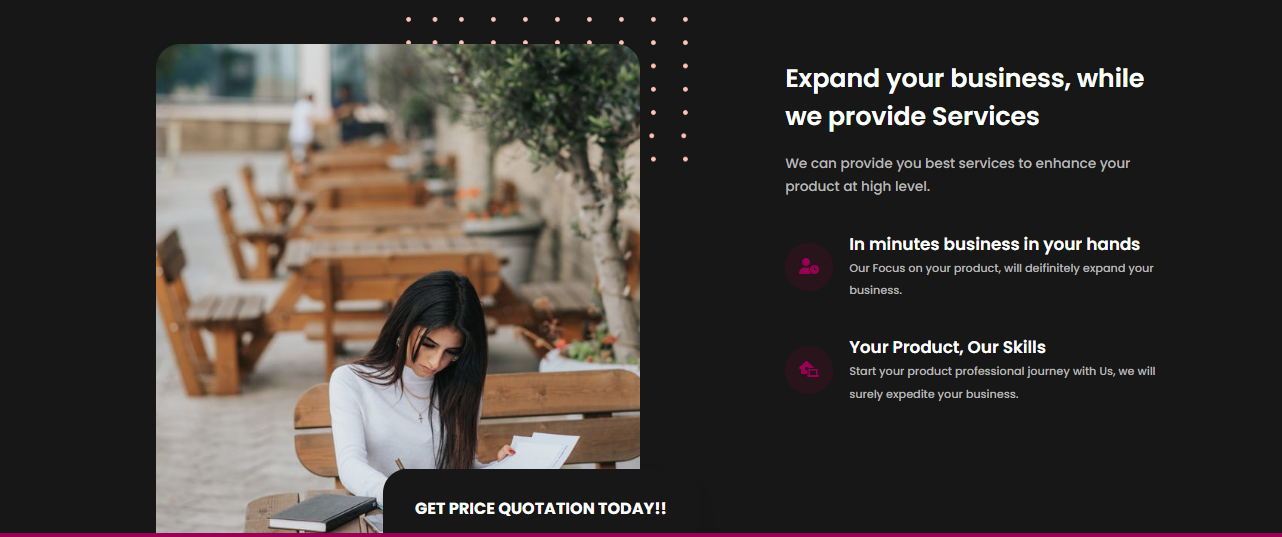 Expand your business, while
we provide Services
We can provide you best services to enhance your
product at high level.
In minutes business in your hands
Our Focus on your product, will deifinitely expand your
business.
Your Product, Our Skills
Start your product professional journey with Us, we will
surely expedite your business.
GET PRICE QUOTATION TODAY!!